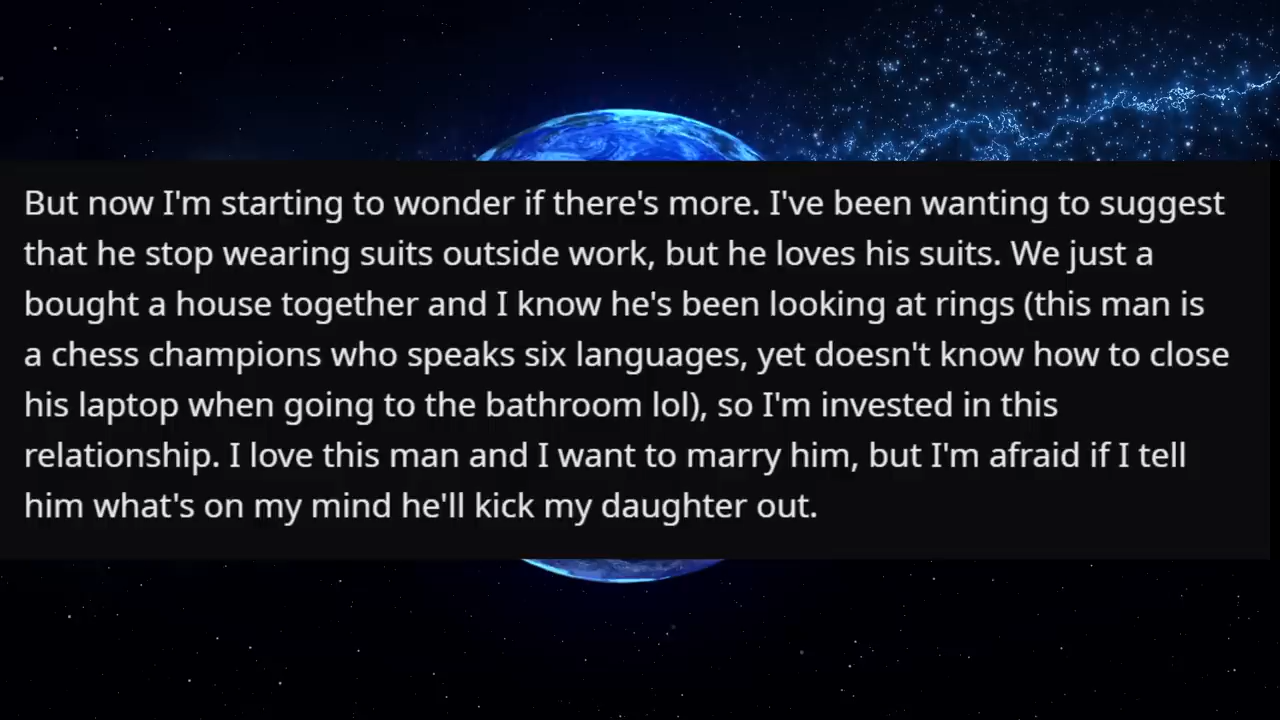 But now I'm starting to wonder if there's more. I've been wanting to suggest
that he stop wearing suits outside work, but he loves his suits. We just a
bought a house together and I know he's been looking at rings (this man is
a chess champions who speaks six languages, yet doesn't know how to close
his laptop when going to the bathroom lol), so I'm invested in this
relationship. I love this man and I want to marry him, but I'm afraid if I tell
him what's on my mind he'll kick my daughter out.